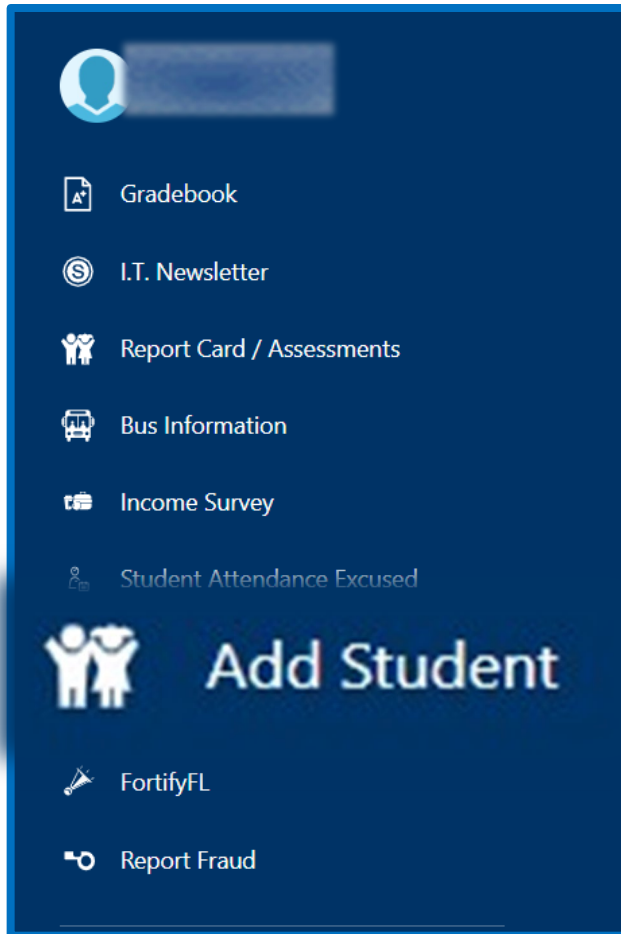 Gradebook
I.T. Newsletter
Report Card / Assessments
Bus Information
Income Survey
Student Attendance Excused
Add Student
FortifyFL
Report Fraud